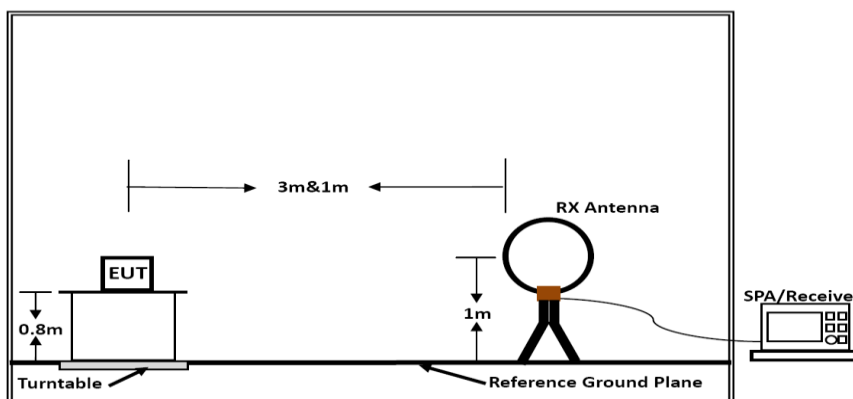 3m&1m
RX Antenna
EUT
SPA/Receive
0.8m
1m
Turntable
Reference Ground Plane